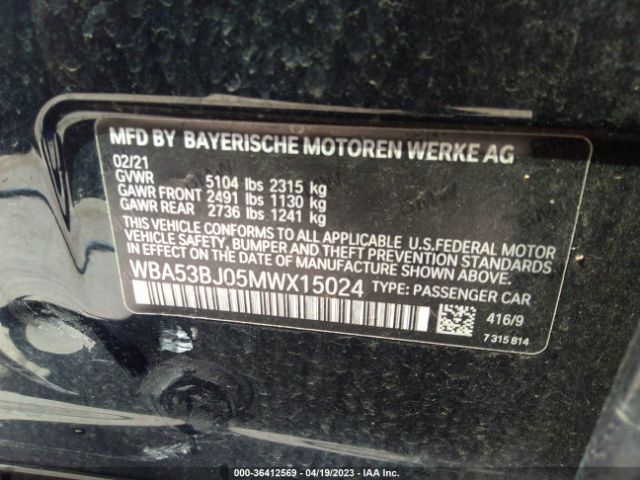 MFD BY BAYERISCHE MOTOREN WERKE AG
02/21
GVWR 5104 lbs 2315 kg
GAWR FRONT 2491 lbs 1130 kg
GAWR REAR 2736 lbs 1241 kg
THIS VEHICLE CONFORMS TO ALL APPLICABLE U.S.FEDERAL MOTOR
VEHICLE SAFETY, BUMPER AND THEFT PREVENTION STANDARDS
IN EFFECT ON THE DATE OF MANUFACTURE SHOWN ABOVE.
WBA53BJ05MWX15024 TYPE: PASSENGER CAR
416/9
7 315 814
000-36412569 - 04/19/2023 - IAA Inc.